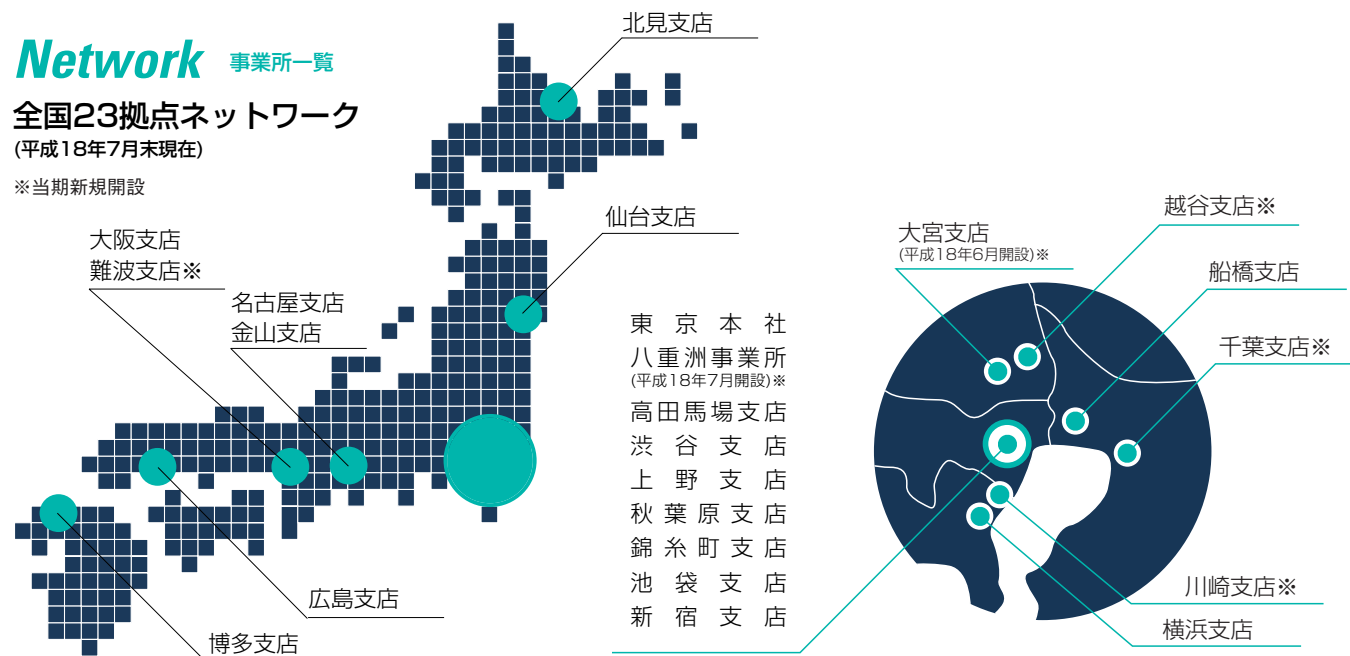 Network 事業所一覧
全国23拠点ネットワーク
(平成18年7月末現在)
※当期新規開設
北見支店
仙台支店
大阪支店
難波支店※
名古屋支店
金山支店
広島支店
博多支店
東京本社
八重洲事業所
(平成18年7月開設)※
高田馬場支店
渋谷支店
上野支店
秋葉原支店
錦糸町支店
池袋支店
新宿支店
大宮支店
(平成18年6月開設)※
越谷支店※
船橋支店
千葉支店※
川崎支店※
横浜支店